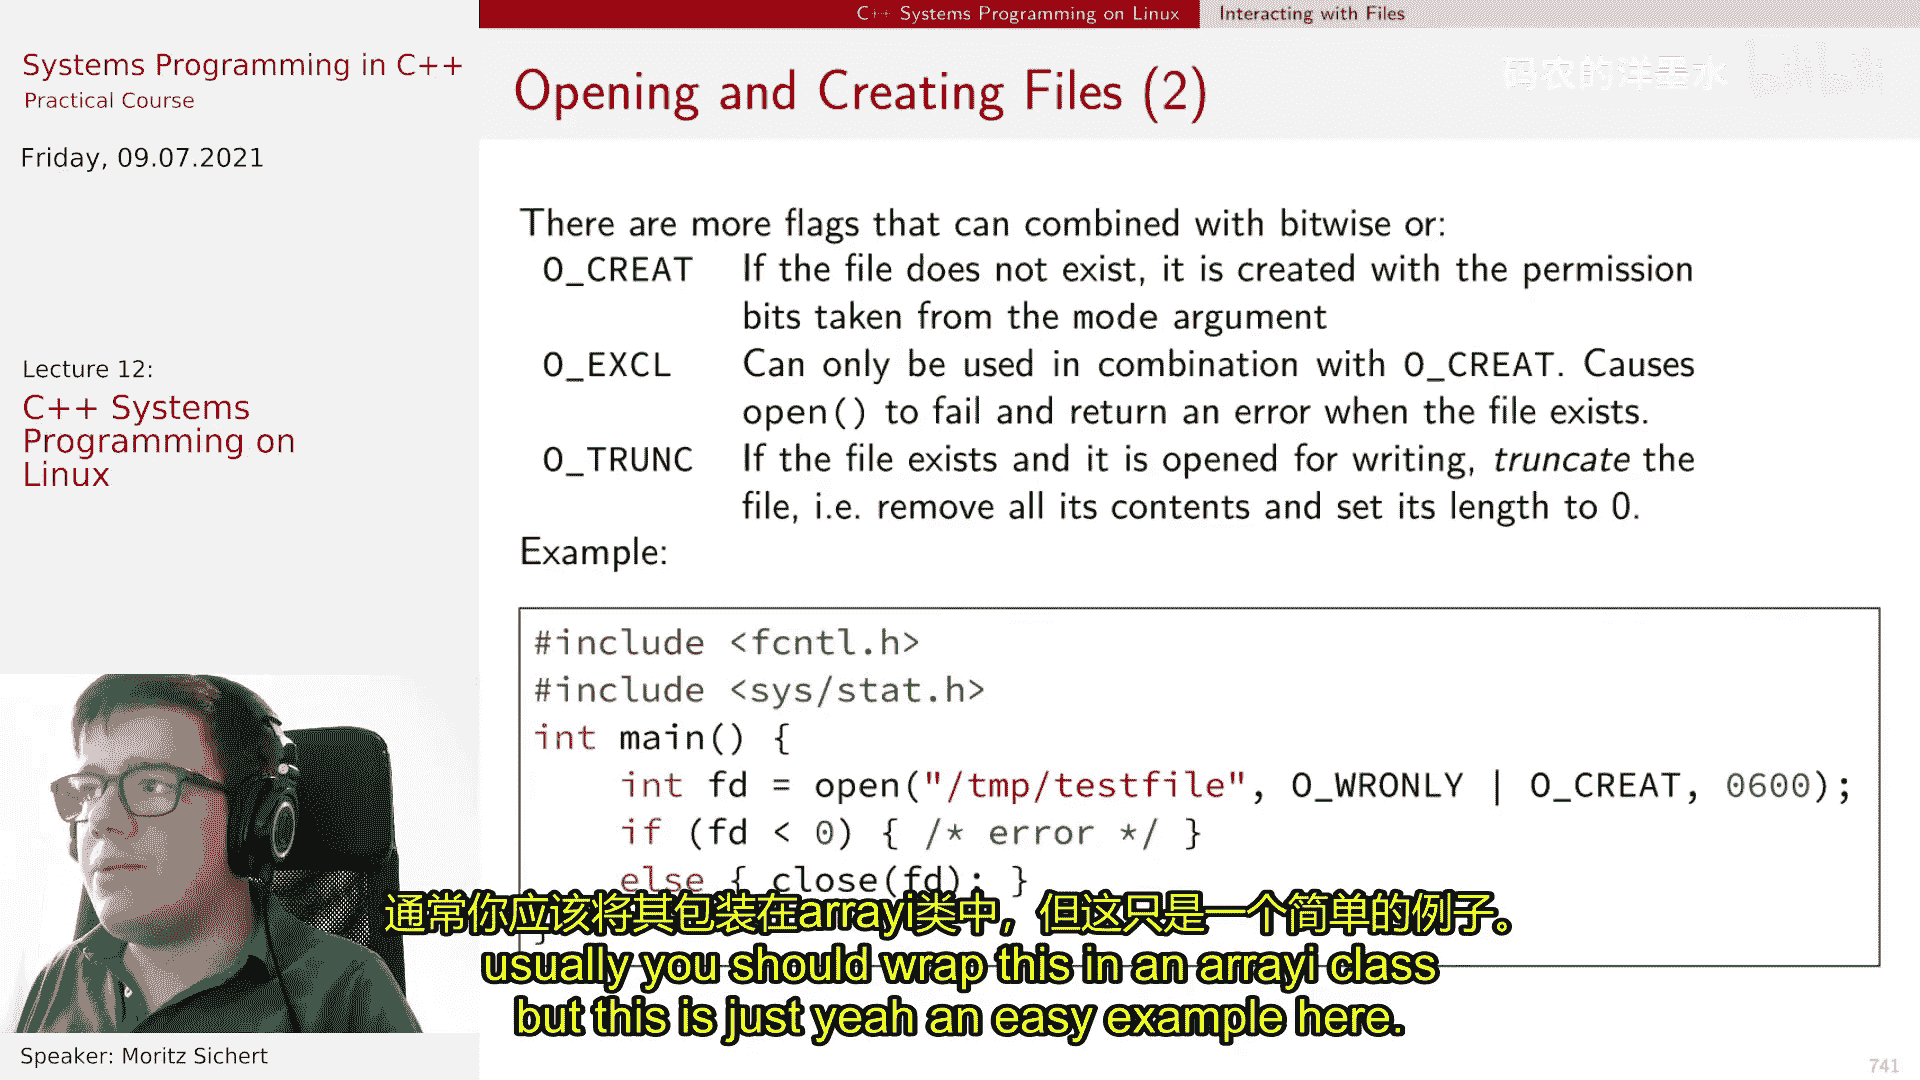 C++ Systems Programming on Linux
Interacting with Files
Systems Programming in C++
Practical Course
Friday, 09.07.2021
Lecture 12:
C++ Systems
Programming on
Linux
Opening and Creating Files (2)
码农的洋墨水
There are more flags that can combined with bitwise or:
O_CREAT If the file does not exist, it is created with the permission
bits taken from the mode argument
O_EXCL Can only be used in combination with O_CREAT. Causes
open() to fail and return an error when the file exists.
O_TRUNC If the file exists and it is opened for writing, truncate the
file, i.e. remove all its contents and set its length to 0.
Example:
#include <fcntl.h>
#include <sys/stat.h>
int main() {
int fd = open("/tmp/testfile", O_WRONLY | O_CREAT, 0600);
if (fd < 0) { /* error */ }
else { close(fd); }
通常你应该将其包装在arrayi类中，但这只是一个简单的例子。
usually you should wrap this in an arrayi class
but this is just yeah an easy example here.
Speaker: Moritz Sichert
741